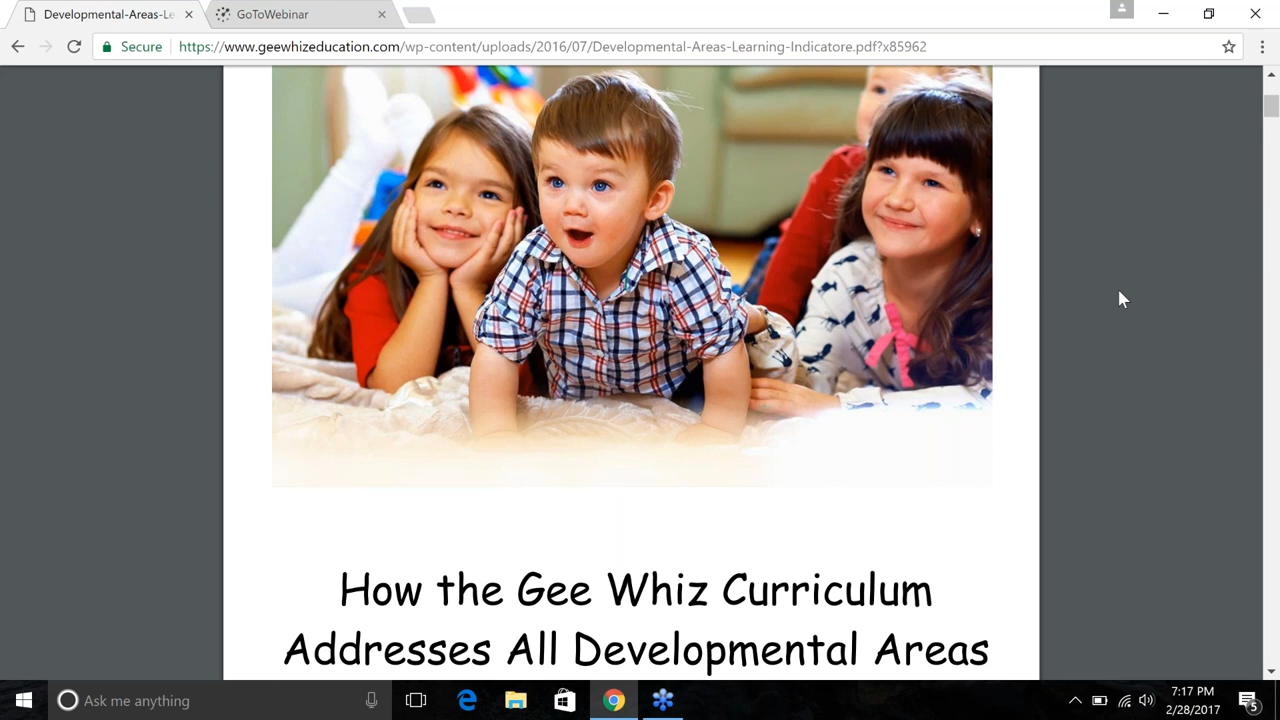 Developmental-Areas-Le
GoToWebinar
Secure
https://www.geewhizeducation.com/wp-content/uploads/2016/07/Developmental-Areas-Learning-Indicatore.pdf?x85962
How the Gee Whiz Curriculum
Addresses All Developmental Areas
Ask me anything
7:17 PM
2/28/2017
5